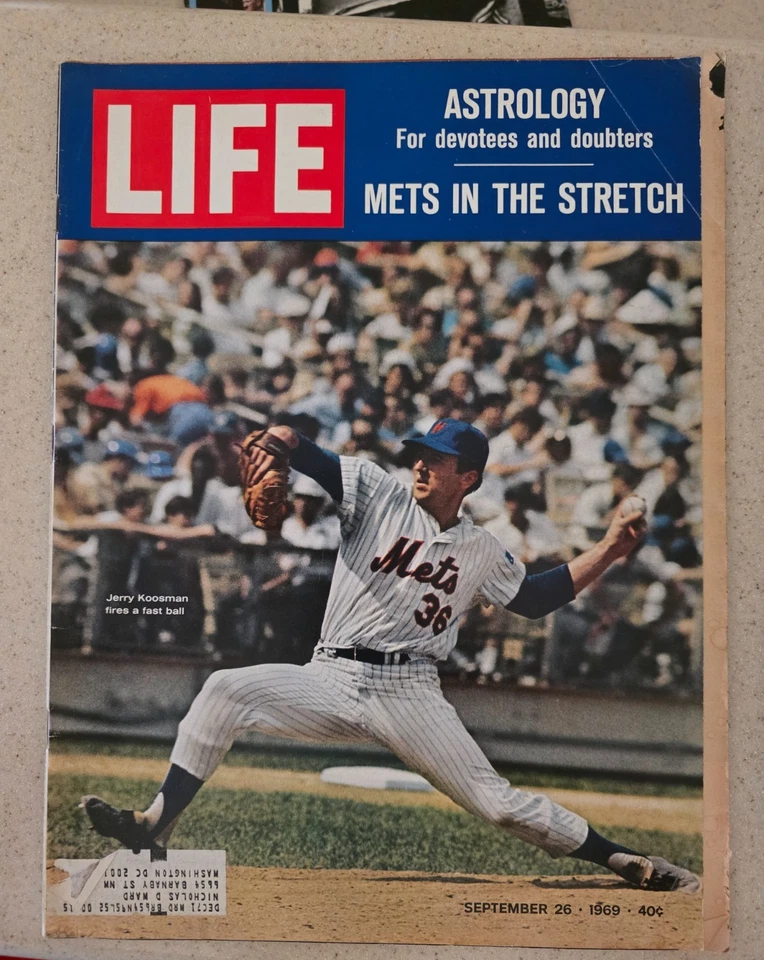 LIFE
ASTROLOGY
For devotees and doubters
METS IN THE STRETCH
Mets
36
Jerry Koosman
fires a fast ball
NICHOLAS D WARD
6654 BARNABY ST NW
WASHINGTON DC
SEPTEMBER 26 · 1969 · 40¢